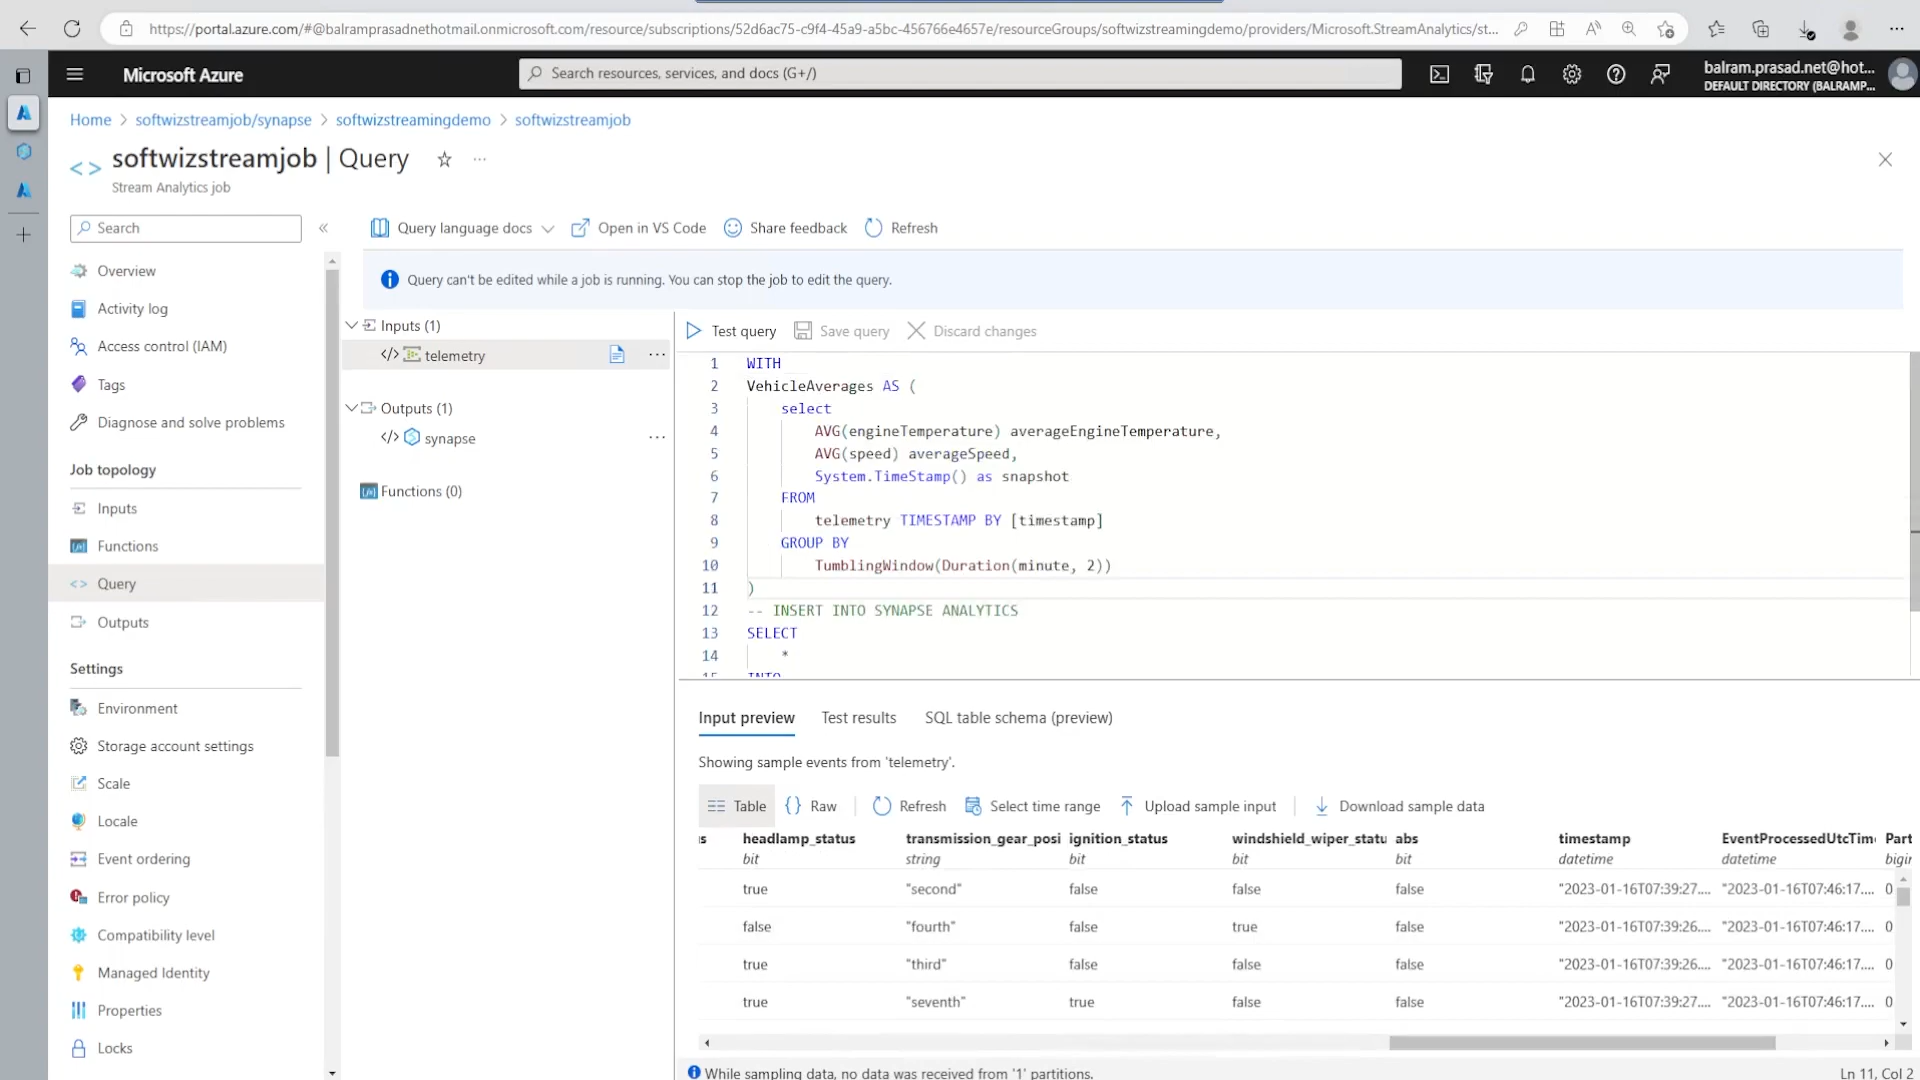 https://portal.azure.com/#@balramprasadnethotmail.onmicrosoft.com/resource/subscriptions/52d6ac75-c9f4-45a9-a5bc-456766e4657e/resourceGroups/softwizstreamingdemo/providers/Microsoft.StreamAnalytics/st...
Microsoft Azure
Search resources, services, and docs (G+/)
balram.prasad.net@hot...
DEFAULT DIRECTORY (BALRAMP...
Home > softwizstreamjob/synapse > softwizstreamingdemo > softwizstreamjob
softwizstreamjob | Query
Stream Analytics job
Search
Query language docs
Open in VS Code
Share feedback
Refresh
Query can't be edited while a job is running. You can stop the job to edit the query.
Overview
Activity log
Access control (IAM)
Tags
Diagnose and solve problems
Job topology
Inputs
Functions
Query
Outputs
Settings
Environment
Storage account settings
Scale
Locale
Event ordering
Error policy
Compatibility level
Managed Identity
Properties
Locks
Inputs (1)
telemetry
Outputs (1)
synapse
Functions (0)
Test query
Save query
Discard changes
1 WITH
2 VehicleAverages AS (
3 select
4 AVG(engineTemperature) averageEngineTemperature,
5 AVG(speed) averageSpeed,
6 System.TimeStamp() as snapshot
7 FROM
8 telemetry TIMESTAMP BY [timestamp]
9 GROUP BY
10 TumblingWindow(Duration(minute, 2))
11 )
12 -- INSERT INTO SYNAPSE ANALYTICS
13 SELECT
14 *
15 INTO
Input preview Test results SQL table schema (preview)
Showing sample events from 'telemetry'.
Table {} Raw Refresh Select time range Upload sample input Download sample data
s headlamp_status transmission_gear_posi ignition_status windshield_wiper_statu abs timestamp EventProcessedUtcTim Part
bit string bit bit bit datetime datetime bigin
true "second" false false false "2023-01-16T07:39:27.... "2023-01-16T07:46:17.... 0
false "fourth" false true false "2023-01-16T07:39:26.... "2023-01-16T07:46:17.... 0
true "third" false false false "2023-01-16T07:39:26.... "2023-01-16T07:46:17.... 0
true "seventh" true false false "2023-01-16T07:39:27.... "2023-01-16T07:46:17.... 0
While sampling data, no data was received from '1' partitions.
Ln 11, Col 2